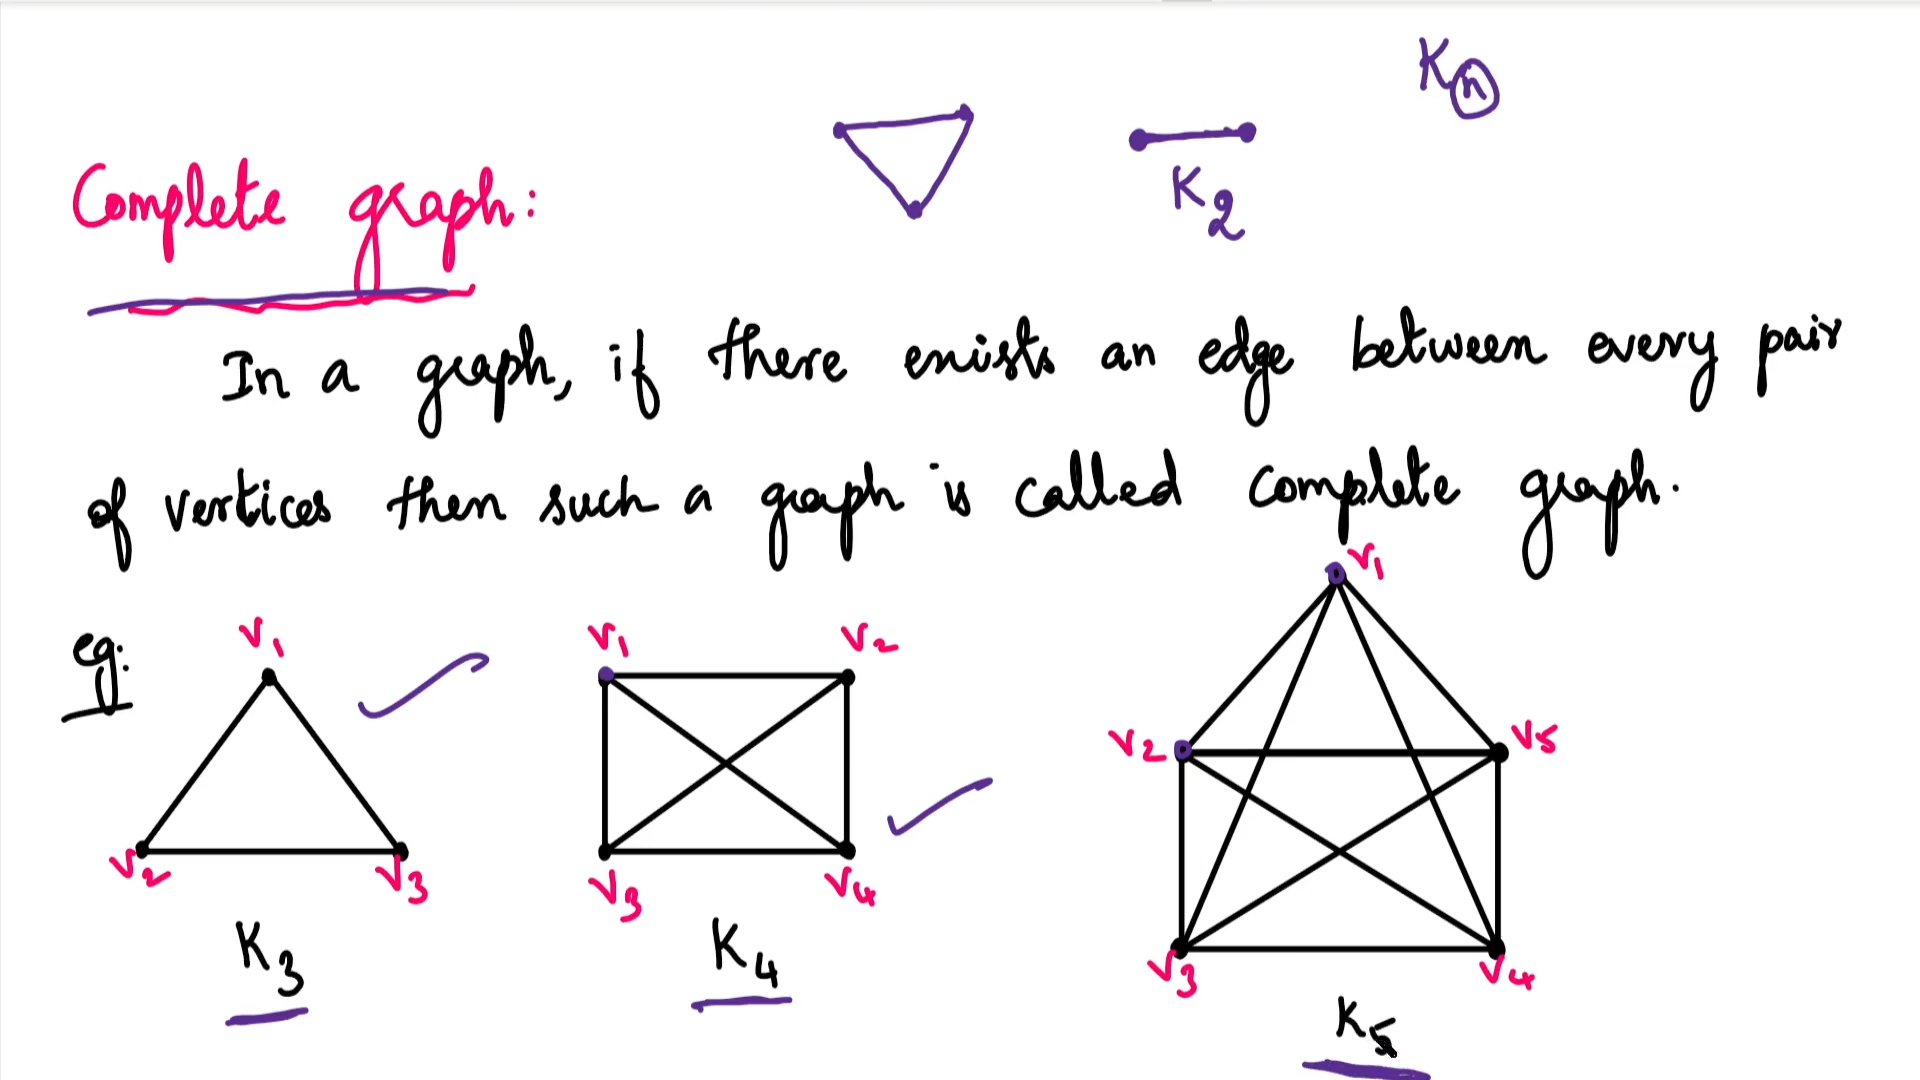 Kn
K2
Complete graph:
In a graph, if there exists an edge between every pair
of vertices then such a graph is called complete graph.
eg:
V1
V2
V3
K3
V1
V2
V3
V4
K4
V1
V2
V5
V3
V4
K5